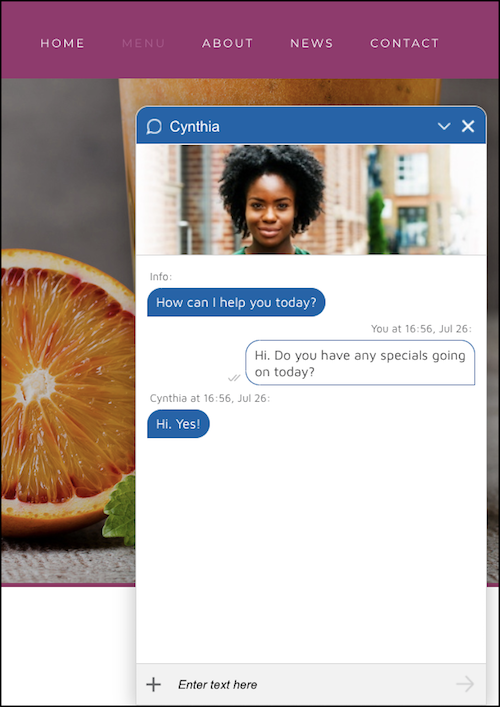 HOME MENU ABOUT NEWS CONTACT
Cynthia
Info:
How can I help you today?
You at 16:56, Jul 26:
Hi. Do you have any specials going
on today?
Cynthia at 16:56, Jul 26:
Hi. Yes!
Enter text here